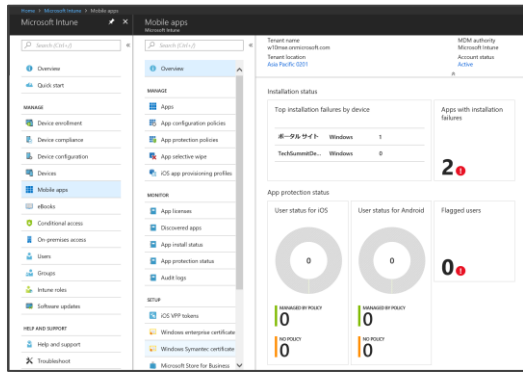 Home > Microsoft Intune > Mobile apps
Microsoft Intune
Search (Ctrl+/)
Overview
Quick start
MANAGE
Device enrollment
Device compliance
Device configuration
Devices
Mobile apps
eBooks
Conditional access
On-premises access
Users
Groups
Intune roles
Software updates
HELP AND SUPPORT
Help and support
Troubleshoot
Mobile apps
Microsoft Intune
Search (Ctrl+/)
Overview
MANAGE
Apps
App configuration policies
App protection policies
App selective wipe
iOS app provisioning profiles
MONITOR
App licenses
Discovered apps
App install status
App protection status
Audit logs
SETUP
iOS VPP tokens
Windows enterprise certificate
Windows Symantec certificate
Microsoft Store for Business
Tenant name
w10mse.onmicrosoft.com
Tenant location
Asia Pacific 0201
MDM authority
Microsoft Intune
Account status
Active
Installation status
Top installation failures by device
ポータル サイト Windows 1
TechSummitDe... Windows 0
Apps with installation
failures
2
App protection status
User status for iOS
0
MANAGED BY POLICY
0
NO POLICY
0
User status for Android
0
MANAGED BY POLICY
0
NO POLICY
0
Flagged users
0